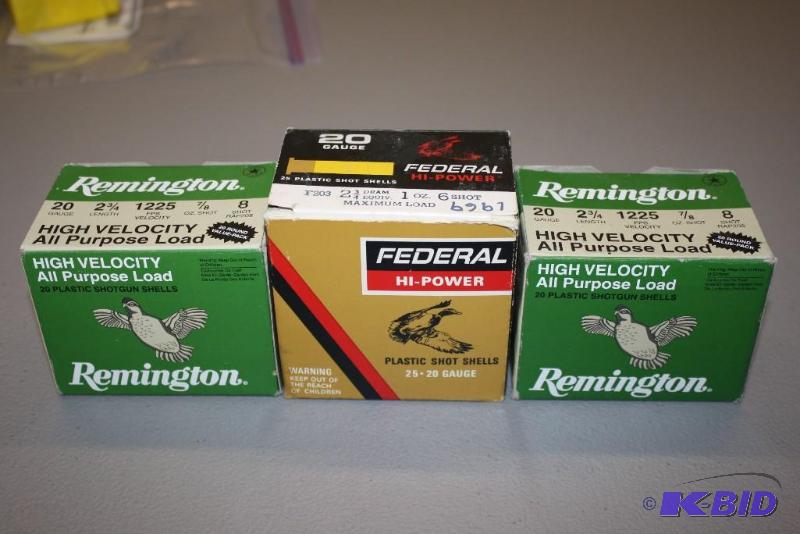 Remington.
20 2¾ 1225 ⅞ 8
GAUGE LENGTH FPS VELOCITY OZ. SHOT SHOT
HIGH VELOCITY
All Purpose Load
20 ROUND
VALUE-PACK
HIGH VELOCITY
All Purpose Load
20 PLASTIC SHOTGUN SHELLS
Remington.
20
GAUGE
25 PLASTIC SHOT SHELLS
FEDERAL
HI-POWER
F203 2¾ DRAM EQUIV. 1 OZ. 6 SHOT
MAXIMUM LOAD
FEDERAL
HI-POWER
PLASTIC SHOT SHELLS
25 • 20 GAUGE
WARNING
KEEP OUT OF
THE REACH
OF CHILDREN
Remington.
20 2¾ 1225 ⅞ 8
GAUGE LENGTH FPS VELOCITY OZ. SHOT SHOT
HIGH VELOCITY
All Purpose Load
20 ROUND
VALUE-PACK
HIGH VELOCITY
All Purpose Load
20 PLASTIC SHOTGUN SHELLS
Remington.
© K-BID